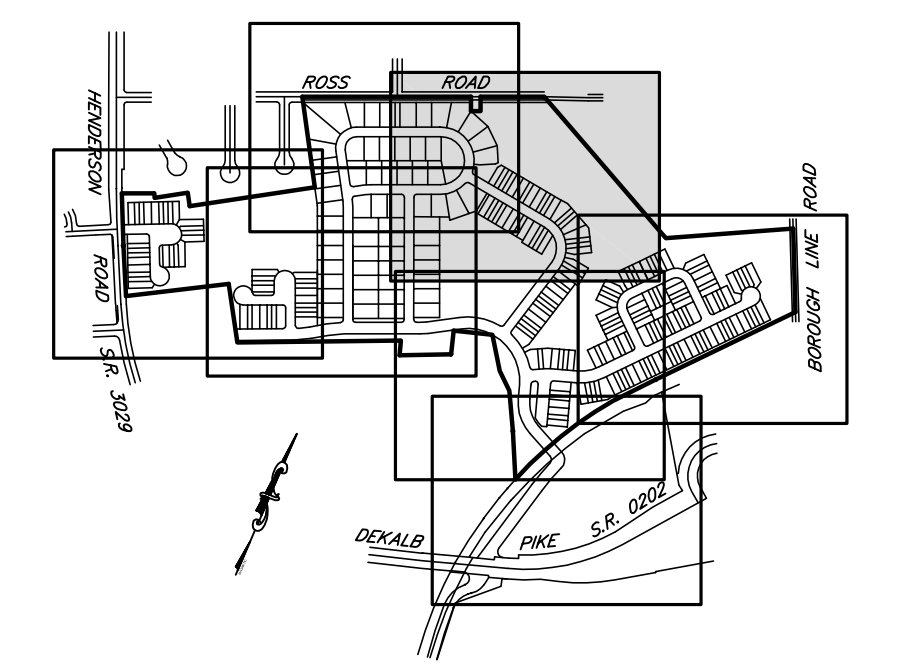 ROSS ROAD
HENDERSON ROAD
S.R. 3029
BOROUGH LINE ROAD
DEKALB PIKE
S.R. 0202